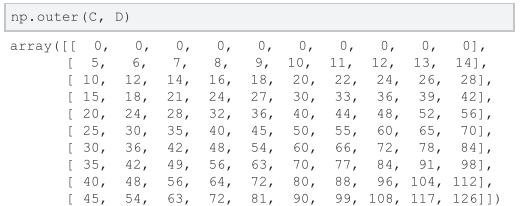 np.outer(C, D)
array([[  0,   0,   0,   0,   0,   0,   0,   0,   0,   0],
       [  5,   6,   7,   8,   9,  10,  11,  12,  13,  14],
       [ 10,  12,  14,  16,  18,  20,  22,  24,  26,  28],
       [ 15,  18,  21,  24,  27,  30,  33,  36,  39,  42],
       [ 20,  24,  28,  32,  36,  40,  44,  48,  52,  56],
       [ 25,  30,  35,  40,  45,  50,  55,  60,  65,  70],
       [ 30,  36,  42,  48,  54,  60,  66,  72,  78,  84],
       [ 35,  42,  49,  56,  63,  70,  77,  84,  91,  98],
       [ 40,  48,  56,  64,  72,  80,  88,  96, 104, 112],
       [ 45,  54,  63,  72,  81,  90,  99, 108, 117, 126]])